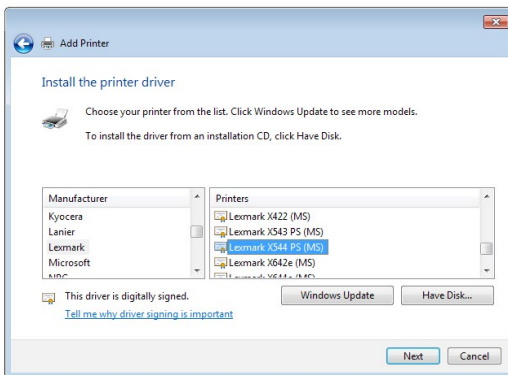 Add Printer
Install the printer driver
Choose your printer from the list. Click Windows Update to see more models.
To install the driver from an installation CD, click Have Disk.
Manufacturer
Kyocera
Lanier
Lexmark
Microsoft
Printers
Lexmark X422 (MS)
Lexmark X543 PS (MS)
Lexmark X544 PS (MS)
Lexmark X642e (MS)
This driver is digitally signed.
Tell me why driver signing is important
Windows Update
Have Disk...
Next
Cancel